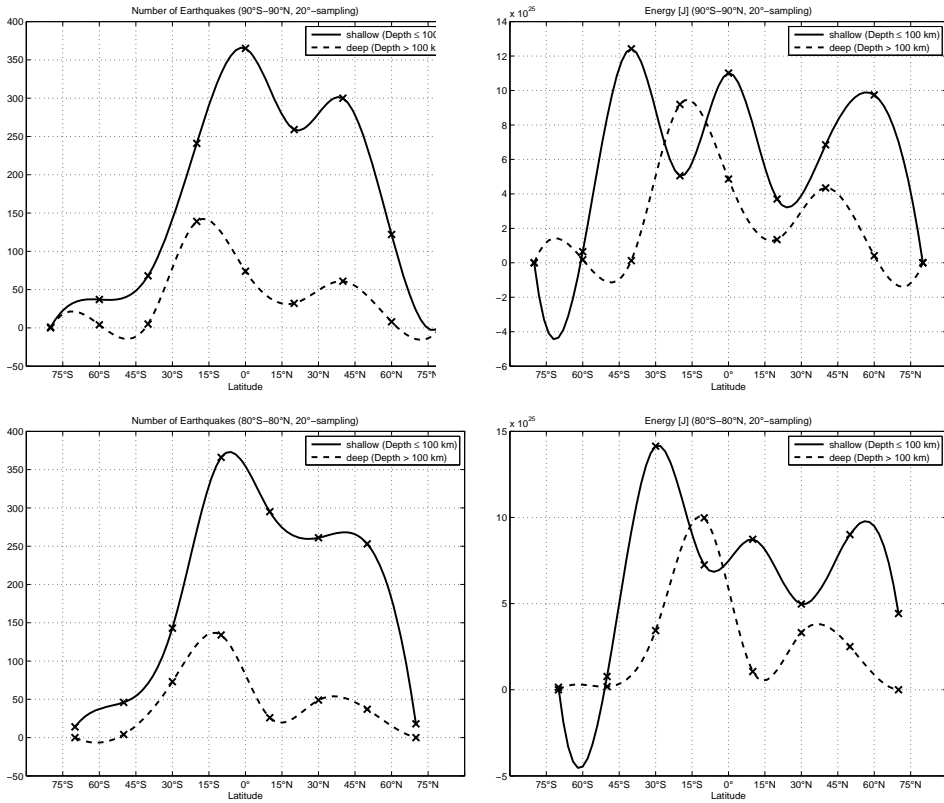 Number of Earthquakes (90°S−90°N, 20°−sampling)
400
350
300
250
200
150
100
50
0
−50
shallow (Depth ≤ 100
deep (Depth > 100 k
75°S 60°S 45°S 30°S 15°S 0° 15°N 30°N 45°N 60°N 75°N
Latitude
Energy [J] (90°S−90°N, 20°−sampling)
x 10²⁵
14
12
10
8
6
4
2
0
−2
−4
−6
shallow (Depth ≤ 100 km)
deep (Depth > 100 km)
75°S 60°S 45°S 30°S 15°S 0° 15°N 30°N 45°N 60°N 75°N
Latitude
Number of Earthquakes (80°S−80°N, 20°−sampling)
400
350
300
250
200
150
100
50
0
−50
shallow (Depth ≤ 100 km)
deep (Depth > 100 km)
75°S 60°S 45°S 30°S 15°S 0° 15°N 30°N 45°N 60°N 75°N
Latitude
Energy [J] (80°S−80°N, 20°−sampling)
x 10²⁵
15
10
5
0
−5
shallow (Depth ≤ 100 km)
deep (Depth > 100 km)
75°S 60°S 45°S 30°S 15°S 0° 15°N 30°N 45°N 60°N 75°N
Latitude